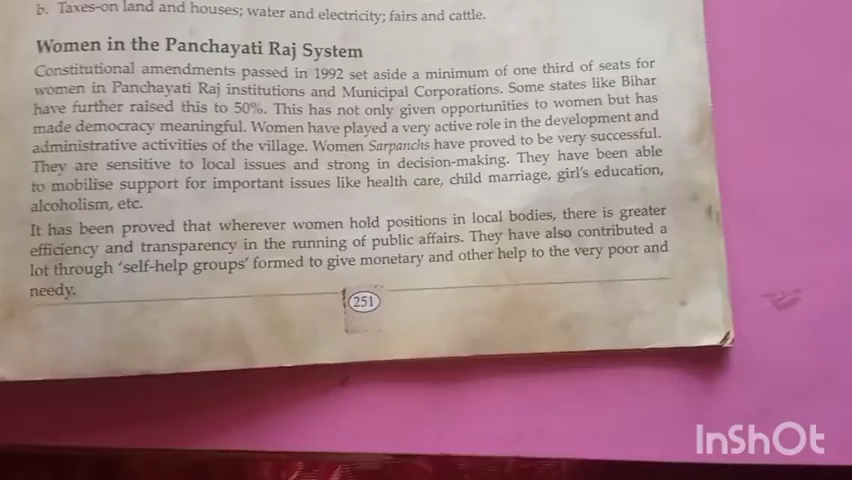 b. Taxes-on land and houses; water and electricity; fairs and cattle.
Women in the Panchayati Raj System
Constitutional amendments passed in 1992 set aside a minimum of one third of seats for
women in Panchayati Raj institutions and Municipal Corporations. Some states like Bihar
have further raised this to 50%. This has not only given opportunities to women but has
made democracy meaningful. Women have played a very active role in the development and
administrative activities of the village. Women Sarpanchs have proved to be very successful.
They are sensitive to local issues and strong in decision-making. They have been able
to mobilise support for important issues like health care, child marriage, girl's education,
alcoholism, etc.
It has been proved that wherever women hold positions in local bodies, there is greater
efficiency and transparency in the running of public affairs. They have also contributed a
lot through 'self-help groups' formed to give monetary and other help to the very poor and
needy.
251
InShOt